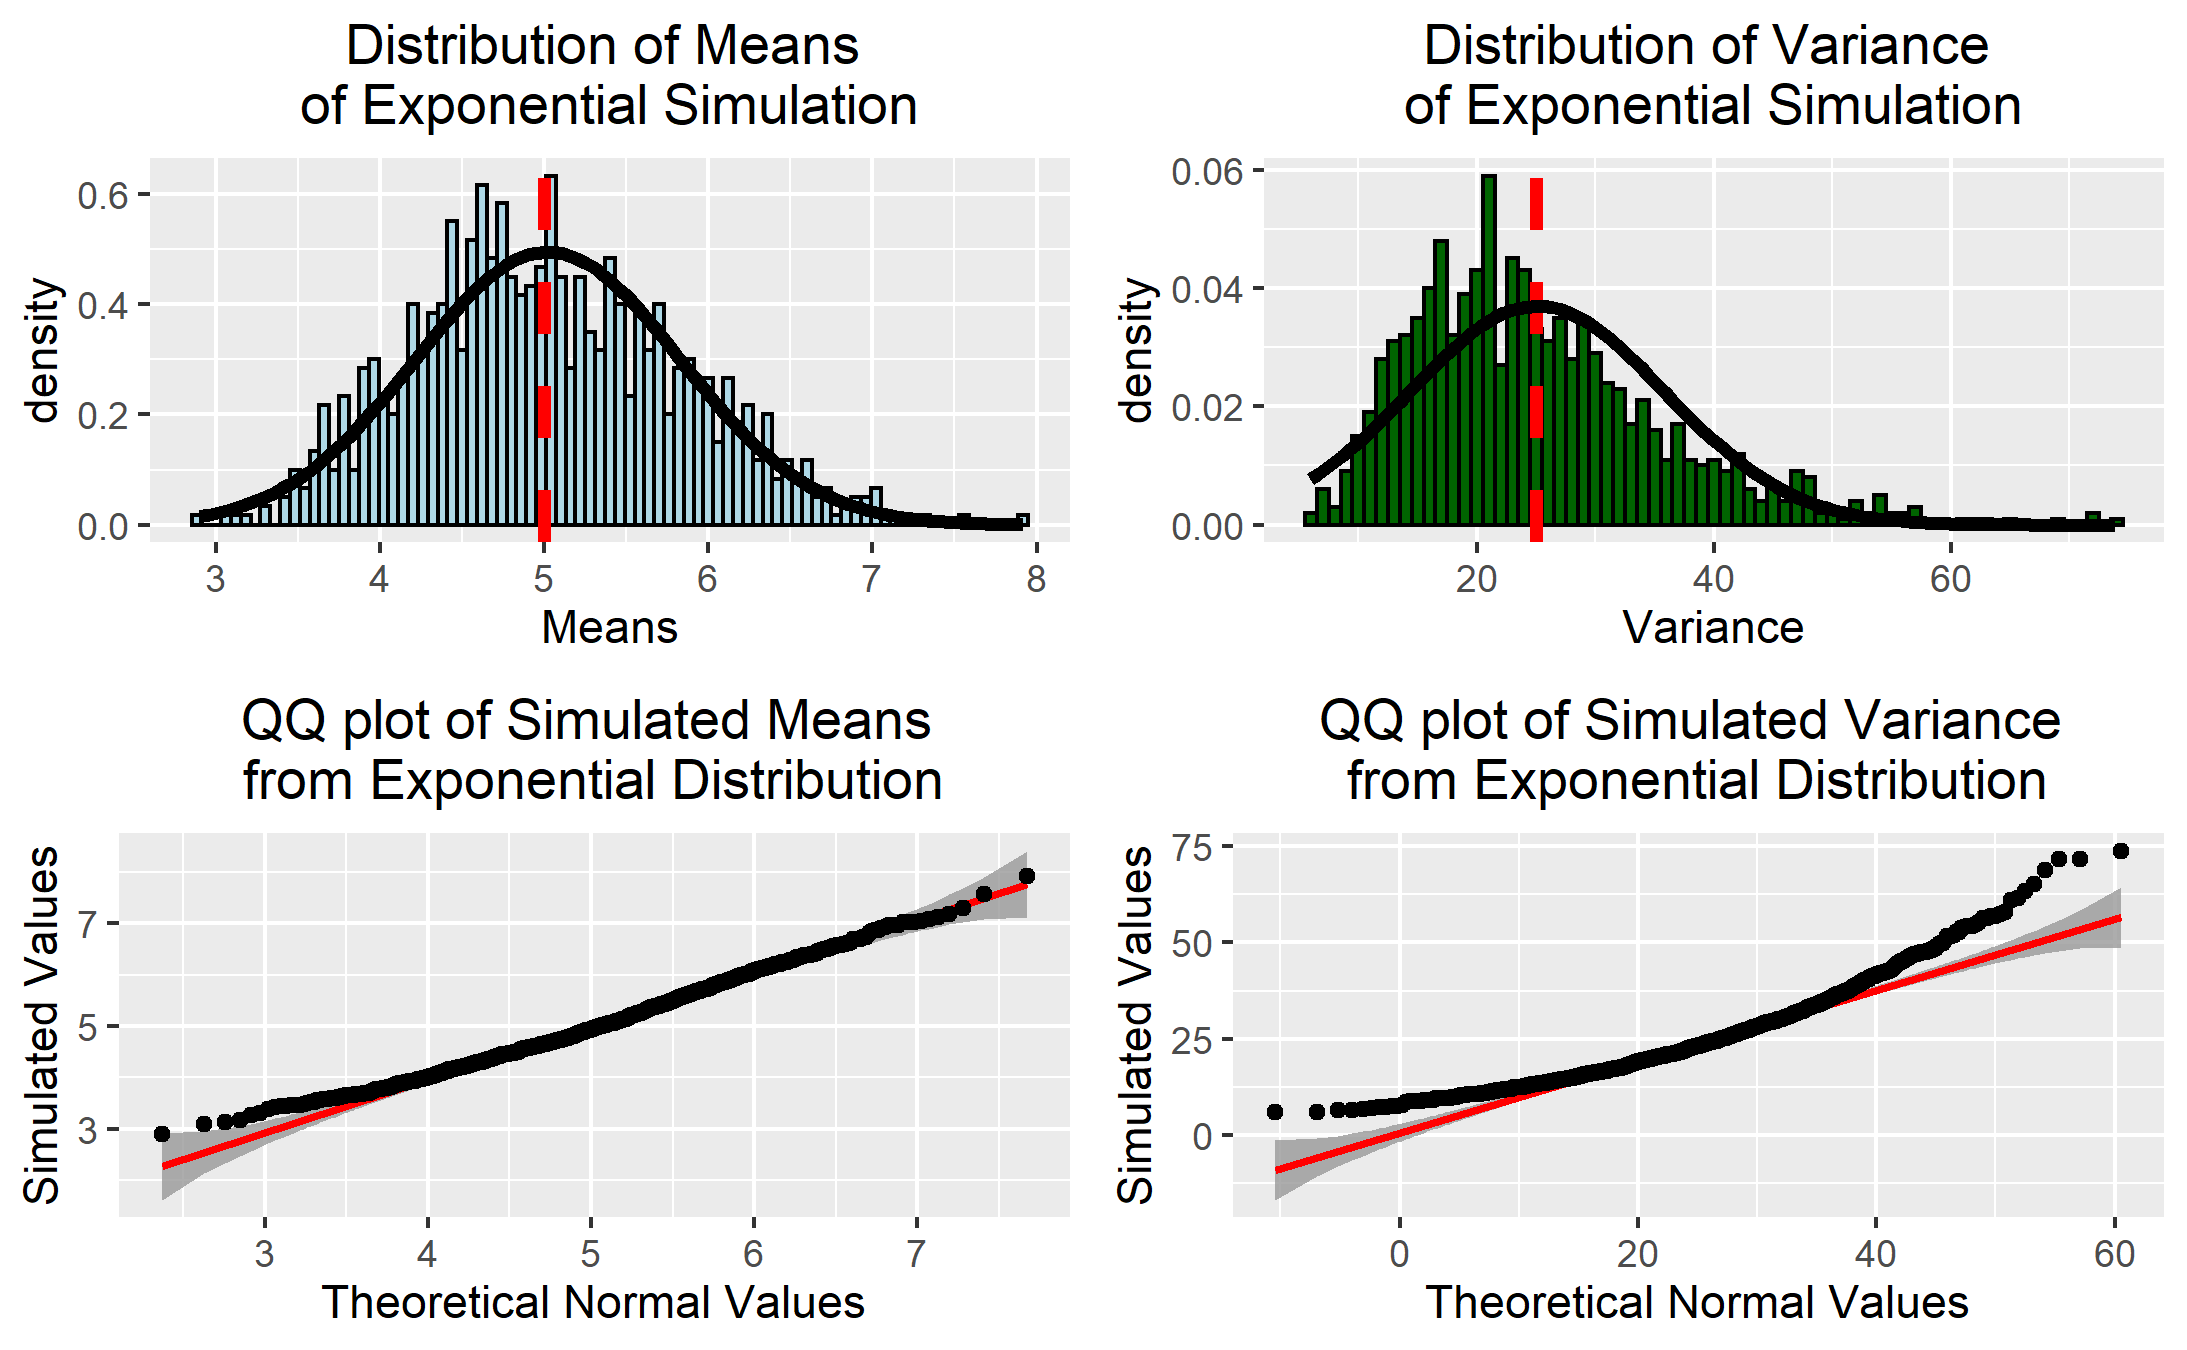 Distribution of Means
of Exponential Simulation
density
0.6
0.4
0.2
0.0
3 4 5 6 7 8
Means
Distribution of Variance
of Exponential Simulation
density
0.06
0.04
0.02
0.00
20 40 60
Variance
QQ plot of Simulated Means
from Exponential Distribution
Simulated Values
7
5
3
3 4 5 6 7
Theoretical Normal Values
QQ plot of Simulated Variance
from Exponential Distribution
Simulated Values
75
50
25
0
0 20 40 60
Theoretical Normal Values